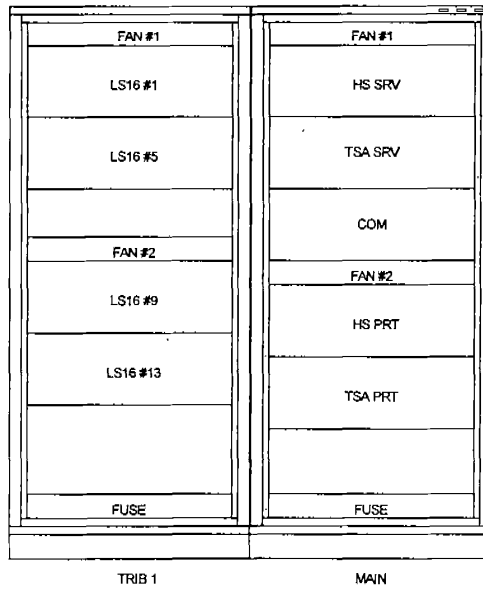 FAN #1
LS16 #1
LS16 #5
FAN #2
LS16 #9
LS16 #13
FUSE
TRIB 1
FAN #1
HS SRV
TSA SRV
COM
FAN #2
HS PRT
TSA PRT
FUSE
MAIN